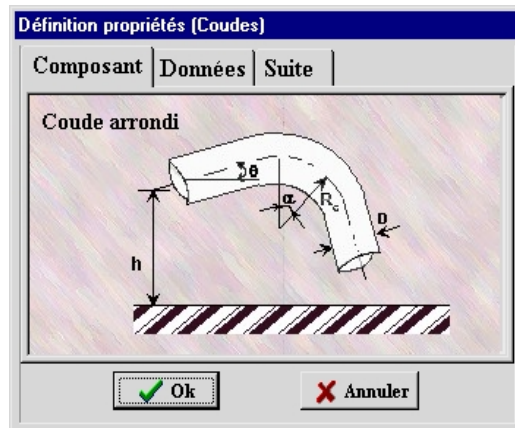 Définition propriétés (Coudes)
Composant Données Suite
Coude arrondi
θ
α
Rc
D
h
Ok Annuler